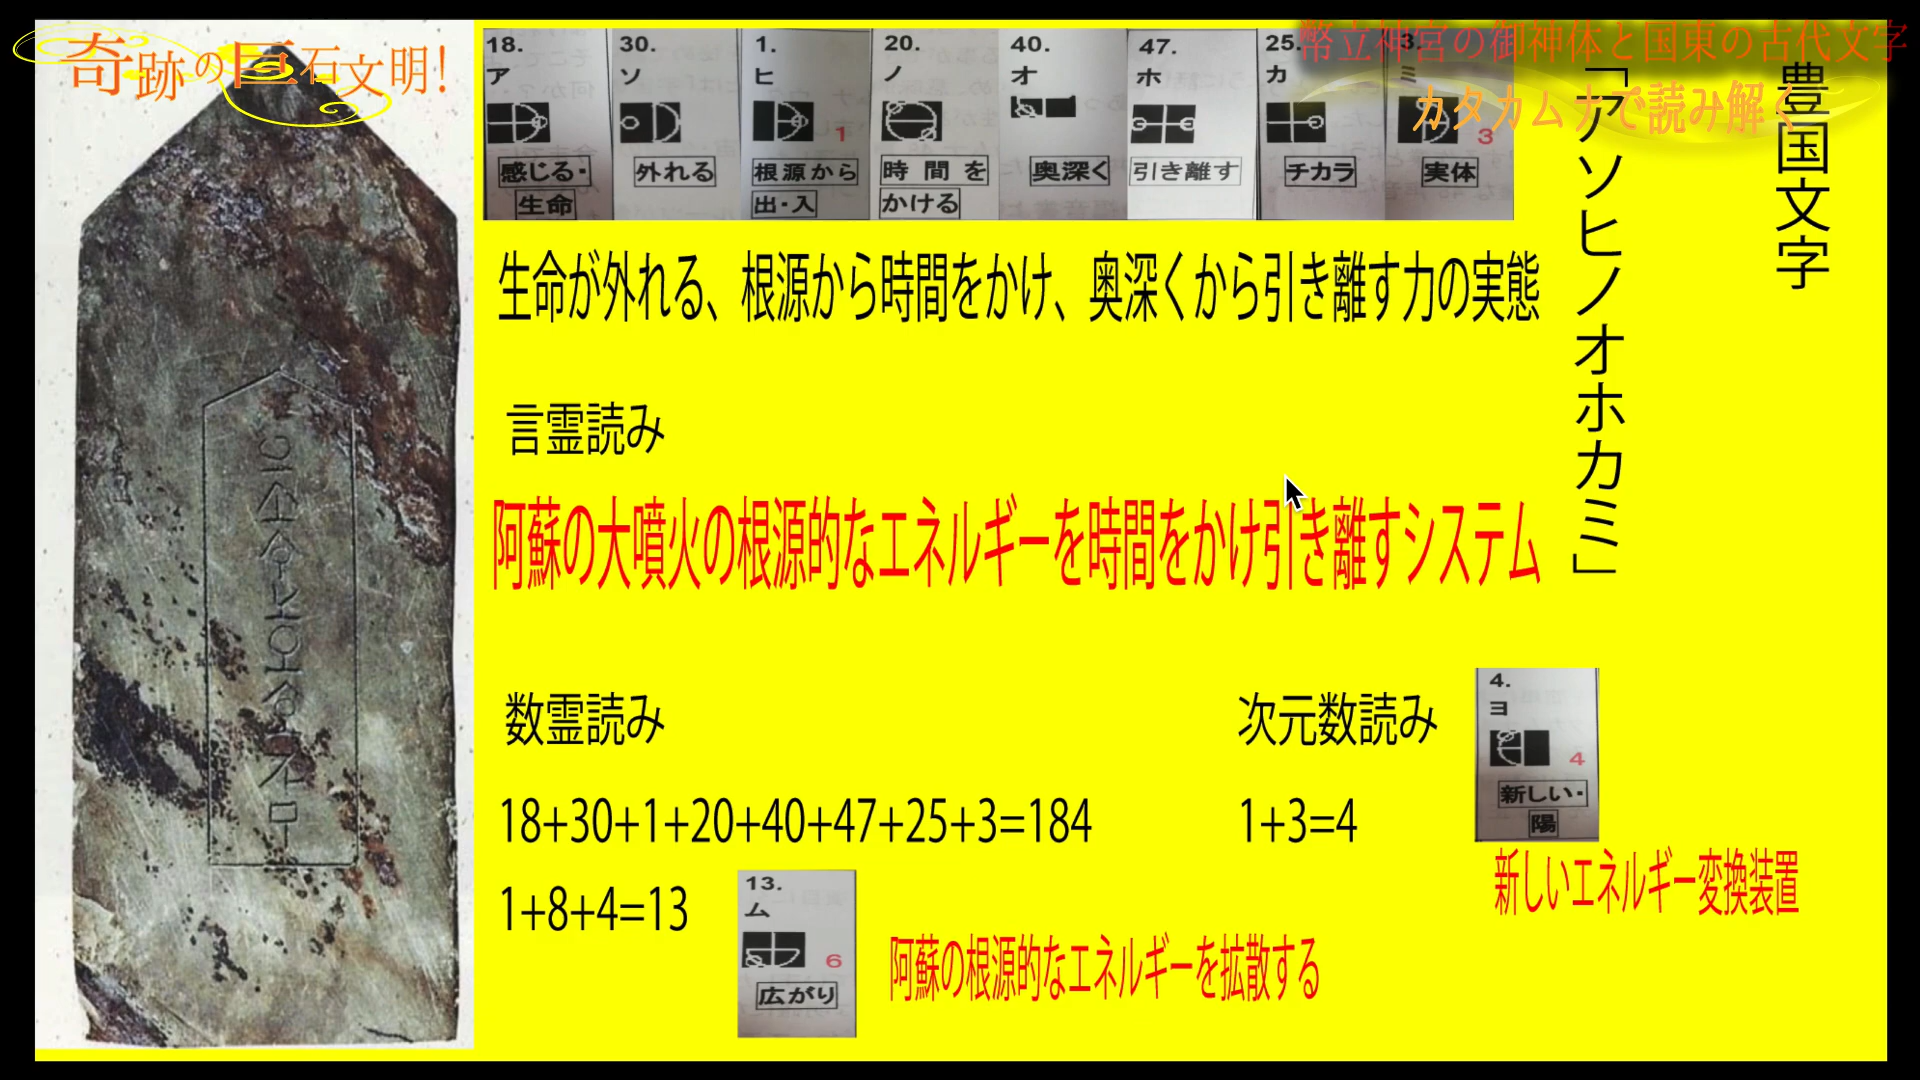 奇跡の巨石文明!
幣立神宮の御神体と国東の古代文字
カタカムナで読み解く
豊国文字
「アソヒノオホカミ」
18.
ア
感じる・
生命
30.
ソ
外れる
1.
ヒ
1
根源から
出・入
20.
ノ
時間を
かける
40.
オ
奥深く
47.
ホ
引き離す
25.
カ
チカラ
3.
ミ
3
実体
生命が外れる、根源から時間をかけ、奥深くから引き離す力の実態
言霊読み
阿蘇の大噴火の根源的なエネルギーを時間をかけ引き離すシステム
数霊読み
18+30+1+20+40+47+25+3=184
1+8+4=13
13.
ム
6
広がり
阿蘇の根源的なエネルギーを拡散する
次元数読み
1+3=4
4.
ヨ
4
新しい・
陽
新しいエネルギー変換装置